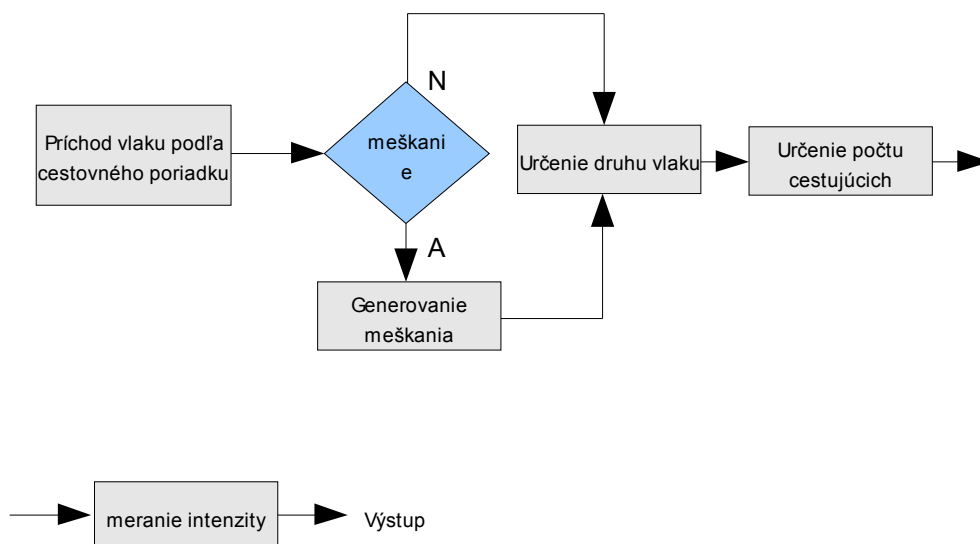 Príchod vlaku podľa
cestovného poriadku
meškani
e
N
A
Generovanie
meškania
Určenie druhu vlaku
Určenie počtu
cestujúcich
meranie intenzity
Výstup